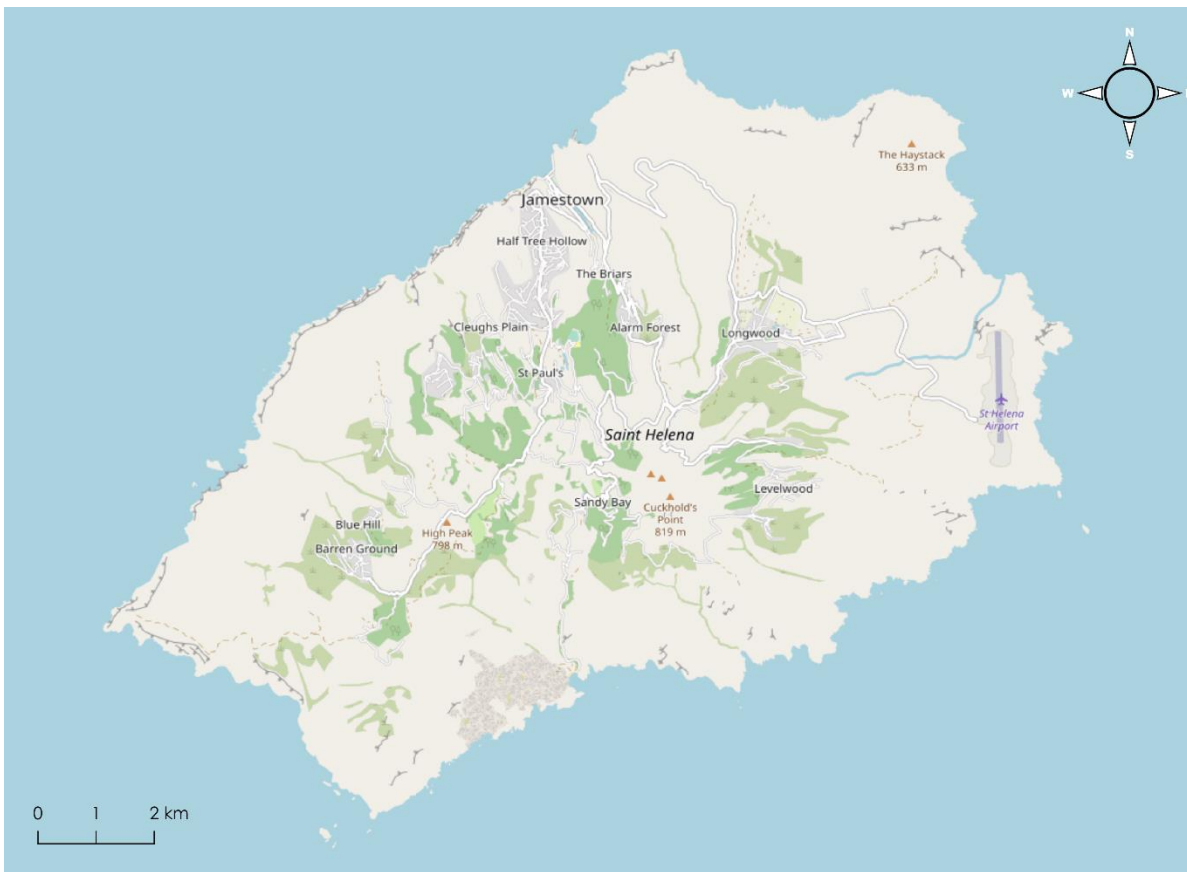 N
W
S
The Haystack
633 m
Jamestown
Half Tree Hollow
The Briars
Cleughs Plain
Alarm Forest
Longwood
St Paul's
St Helena
Airport
Saint Helena
Levelwood
Sandy Bay
Cuckhold's
Point
819 m
Blue Hill
High Peak
798 m
Barren Ground
0 1 2 km